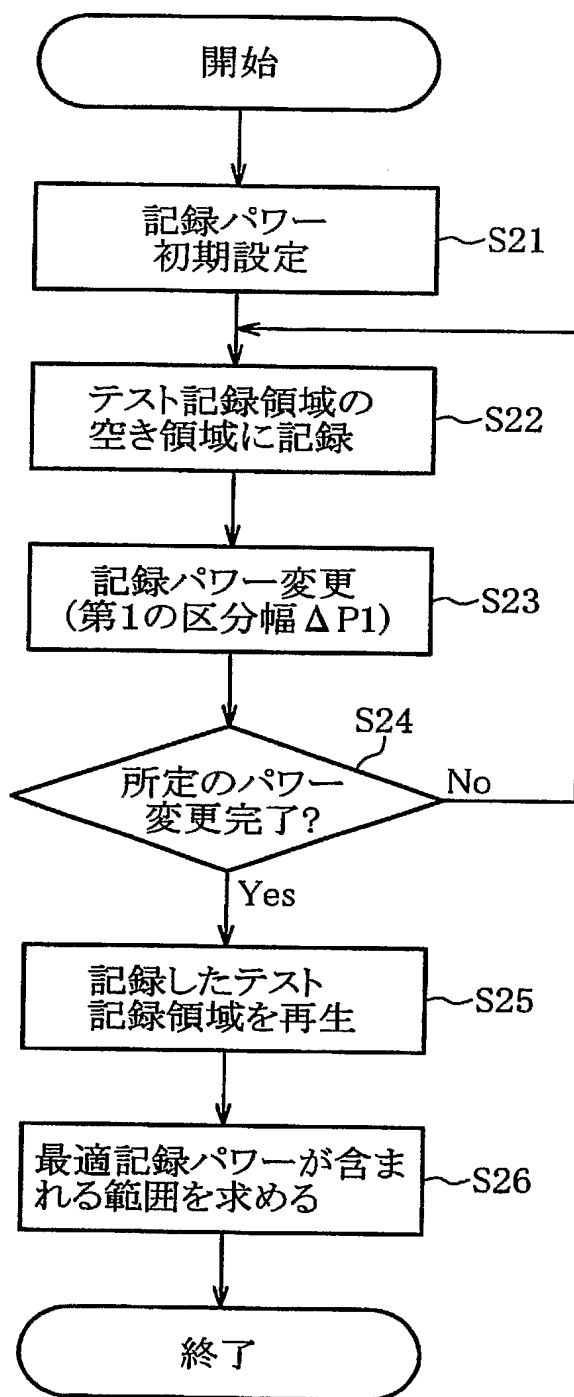 開始
記録パワー
初期設定
S21
テスト記録領域の
空き領域に記録
S22
記録パワー変更
(第1の区分幅ΔP1)
S23
S24
所定のパワー
変更完了?
No
Yes
記録したテスト
記録領域を再生
S25
最適記録パワーが含ま
れる範囲を求める
S26
終了